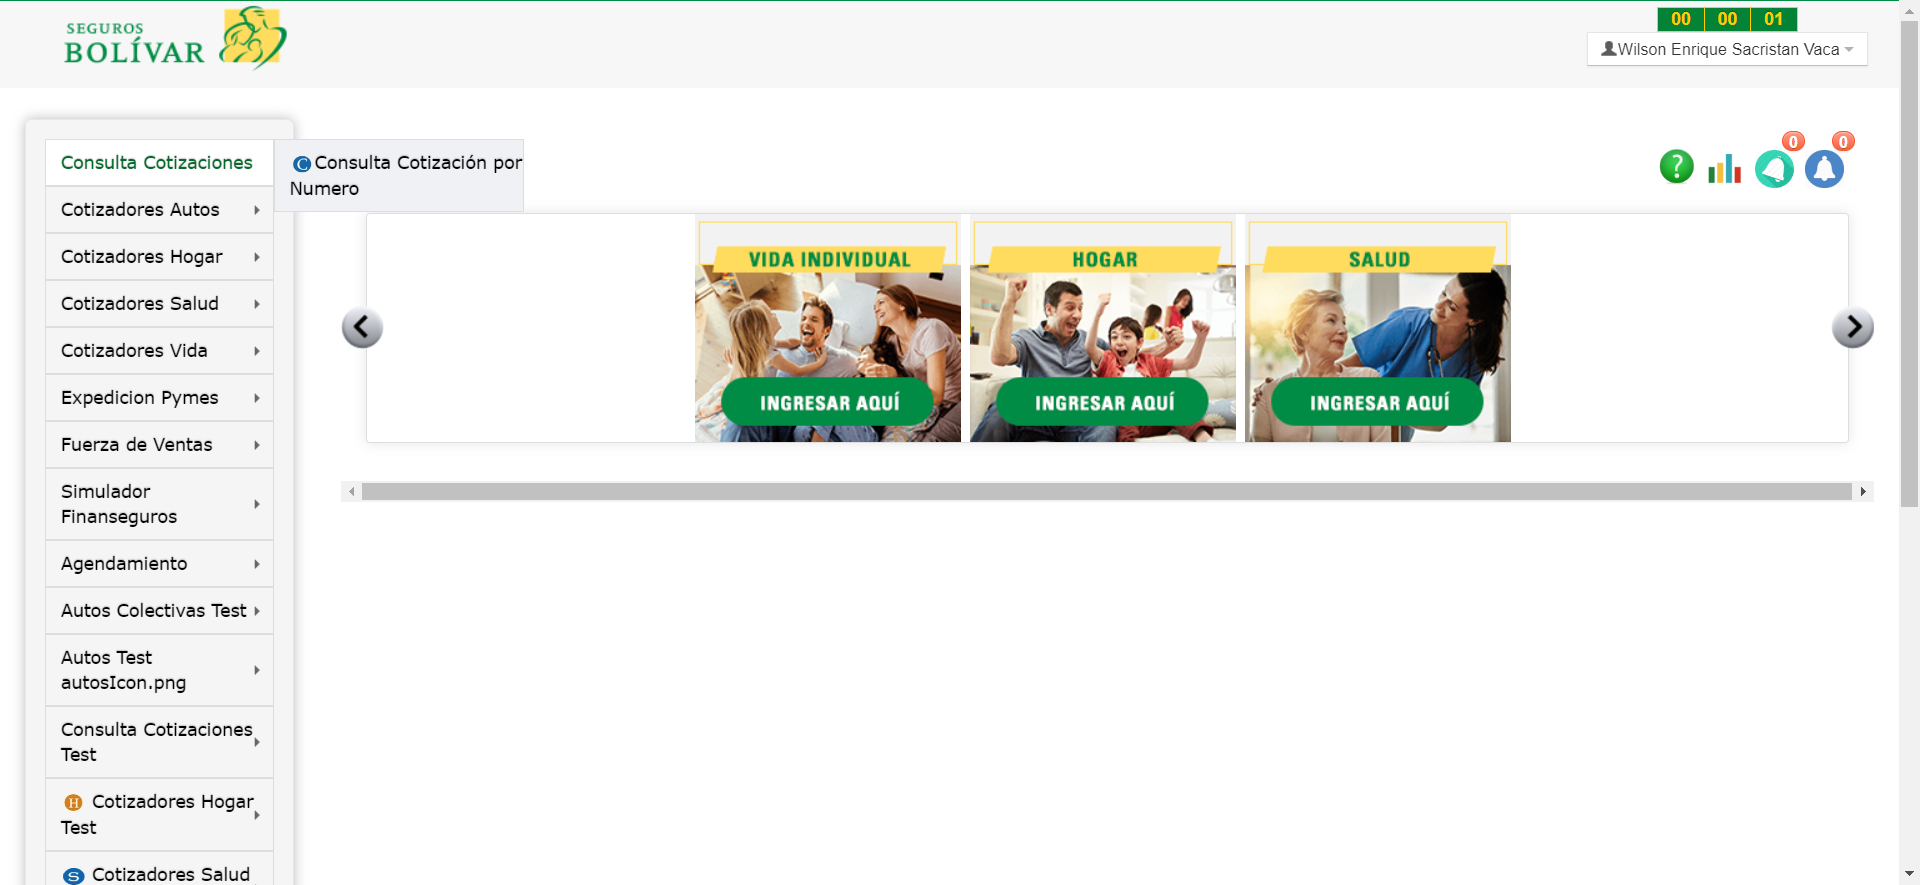 SEGUROS
BOLÍVAR
00 00 01
Wilson Enrique Sacristan Vaca
Consulta Cotizaciones
Consulta Cotización por
Numero
0
0
Cotizadores Autos
Cotizadores Hogar
Cotizadores Salud
Cotizadores Vida
Expedicion Pymes
Fuerza de Ventas
Simulador
Finanseguros
Agendamiento
Autos Colectivas Test
Autos Test
autosIcon.png
Consulta Cotizaciones
Test
H Cotizadores Hogar
Test
S Cotizadores Salud
VIDA INDIVIDUAL
INGRESAR AQUÍ
HOGAR
INGRESAR AQUÍ
SALUD
INGRESAR AQUÍ